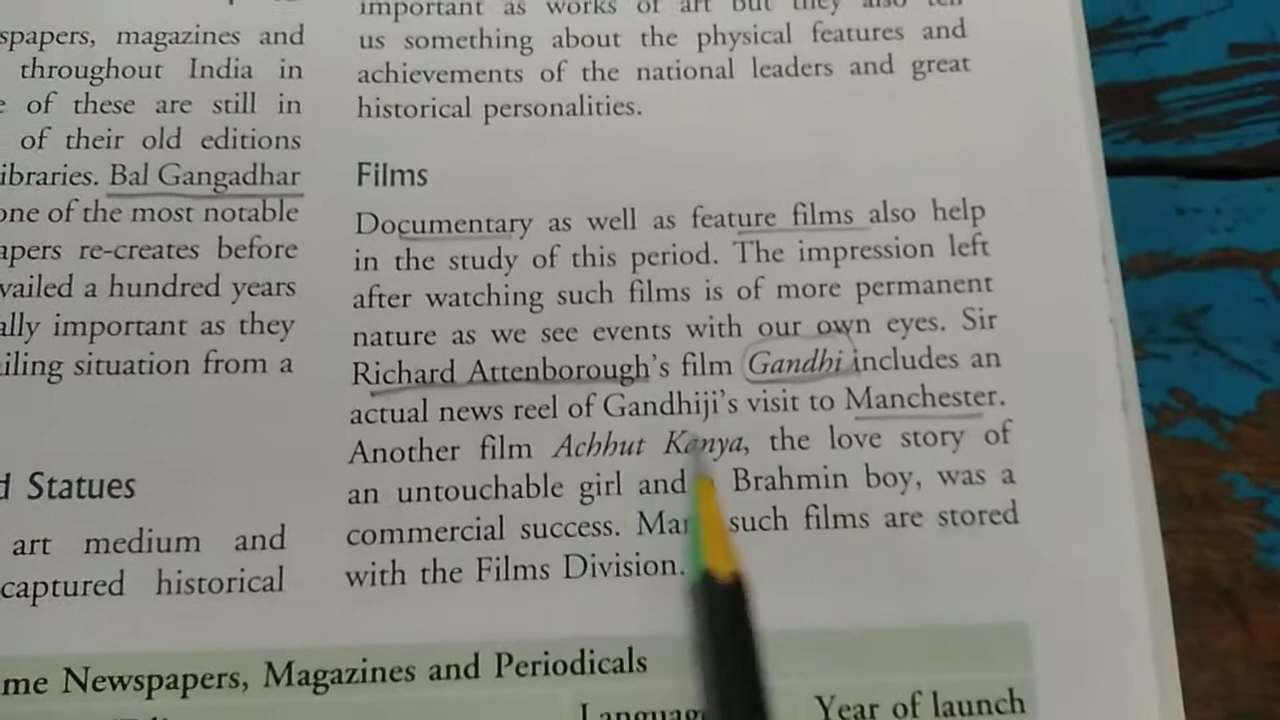 spapers, magazines and
throughout India in
e of these are still in
of their old editions
ibraries. Bal Gangadhar
one of the most notable
apers re-creates before
vailed a hundred years
ally important as they
iling situation from a
d Statues
art medium and
captured historical
important as works of art but they also tell
us something about the physical features and
achievements of the national leaders and great
historical personalities.
Films
Documentary as well as feature films also help
in the study of this period. The impression left
after watching such films is of more permanent
nature as we see events with our own eyes. Sir
Richard Attenborough's film Gandhi includes an
actual news reel of Gandhiji's visit to Manchester.
Another film Achhut Kanya, the love story of
an untouchable girl and Brahmin boy, was a
commercial success. such films are stored
with the Films Division.
me Newspapers, Magazines and Periodicals
Year of launch